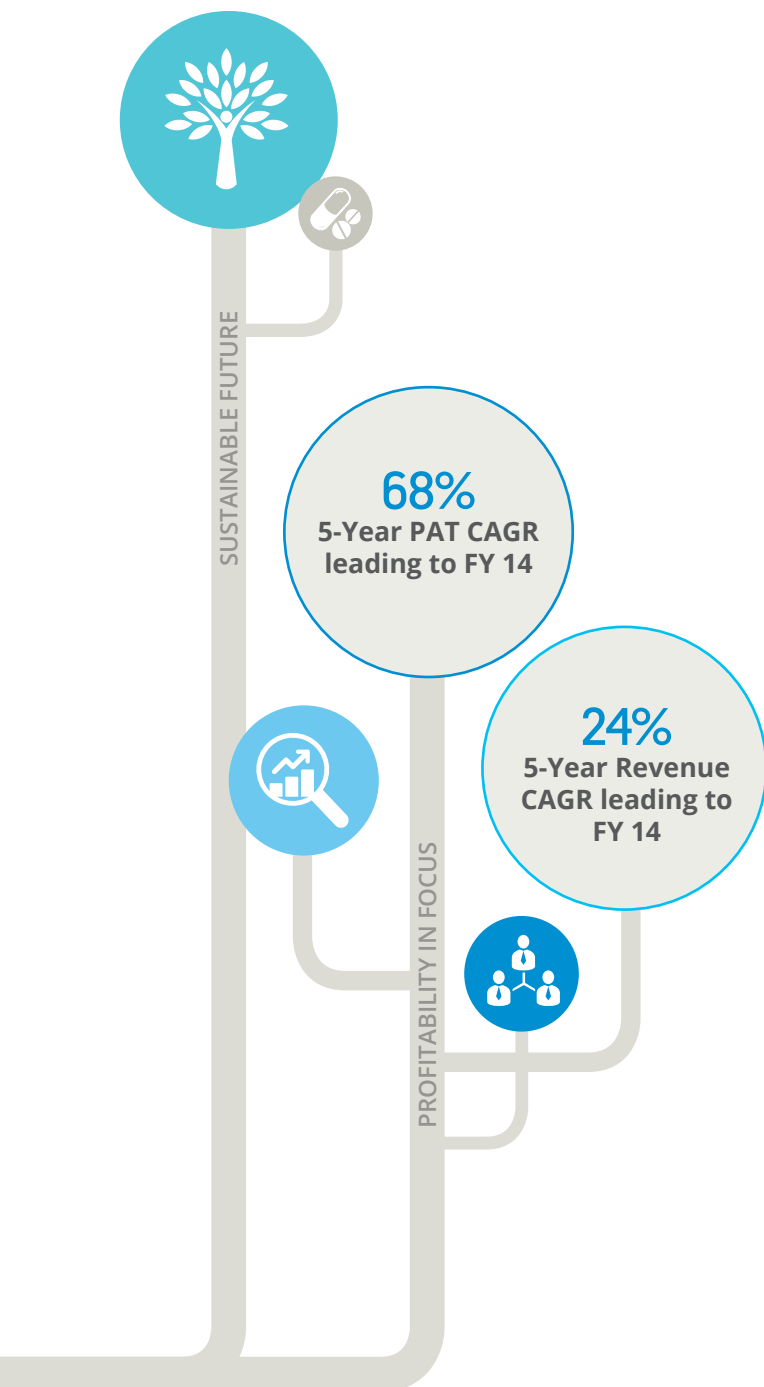 SUSTAINABLE FUTURE
68%
5-Year PAT CAGR
leading to FY 14
24%
5-Year Revenue
CAGR leading to
FY 14
PROFITABILITY IN FOCUS